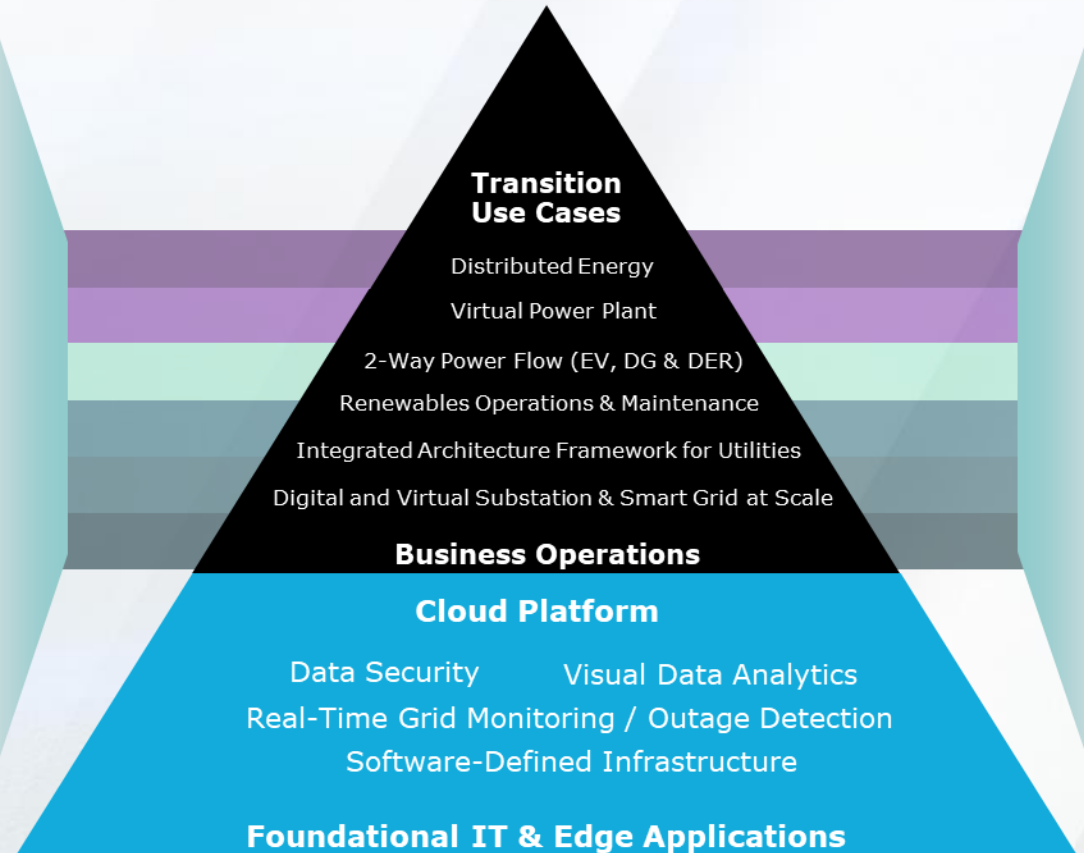 Transition
Use Cases
Distributed Energy
Virtual Power Plant
2-Way Power Flow (EV, DG & DER)
Renewables Operations & Maintenance
Integrated Architecture Framework for Utilities
Digital and Virtual Substation & Smart Grid at Scale
Business Operations
Cloud Platform
Data Security Visual Data Analytics
Real-Time Grid Monitoring / Outage Detection
Software-Defined Infrastructure
Foundational IT & Edge Applications